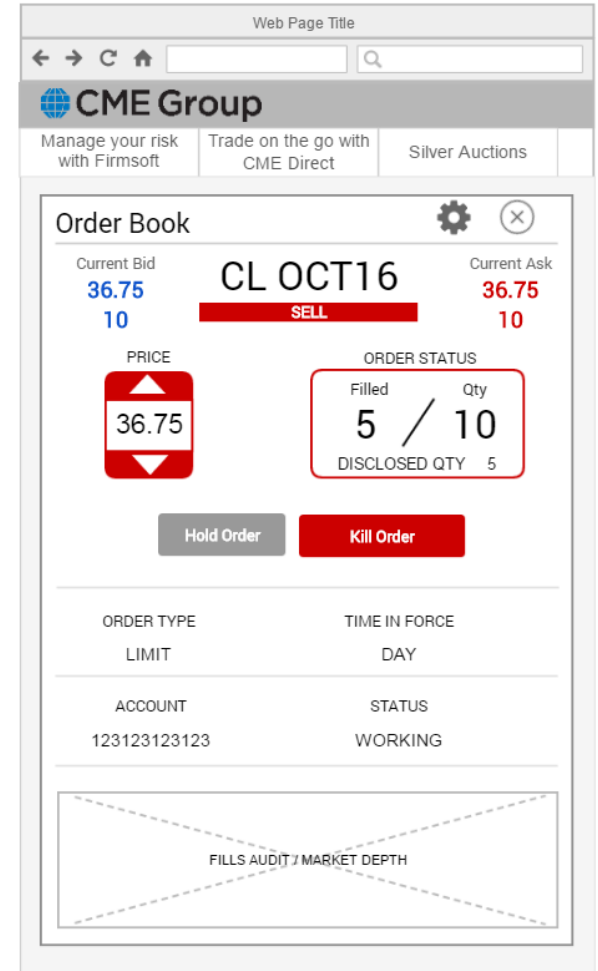 Web Page Title
CME Group
Manage your risk with Firmsoft
Trade on the go with CME Direct
Silver Auctions
Order Book
Current Bid
36.75
10
CL OCT16
SELL
Current Ask
36.75
10
PRICE
36.75
ORDER STATUS
Filled Qty
5 / 10
DISCLOSED QTY 5
Hold Order
Kill Order
ORDER TYPE
LIMIT
TIME IN FORCE
DAY
ACCOUNT
123123123123
STATUS
WORKING
FILLS AUDIT / MARKET DEPTH